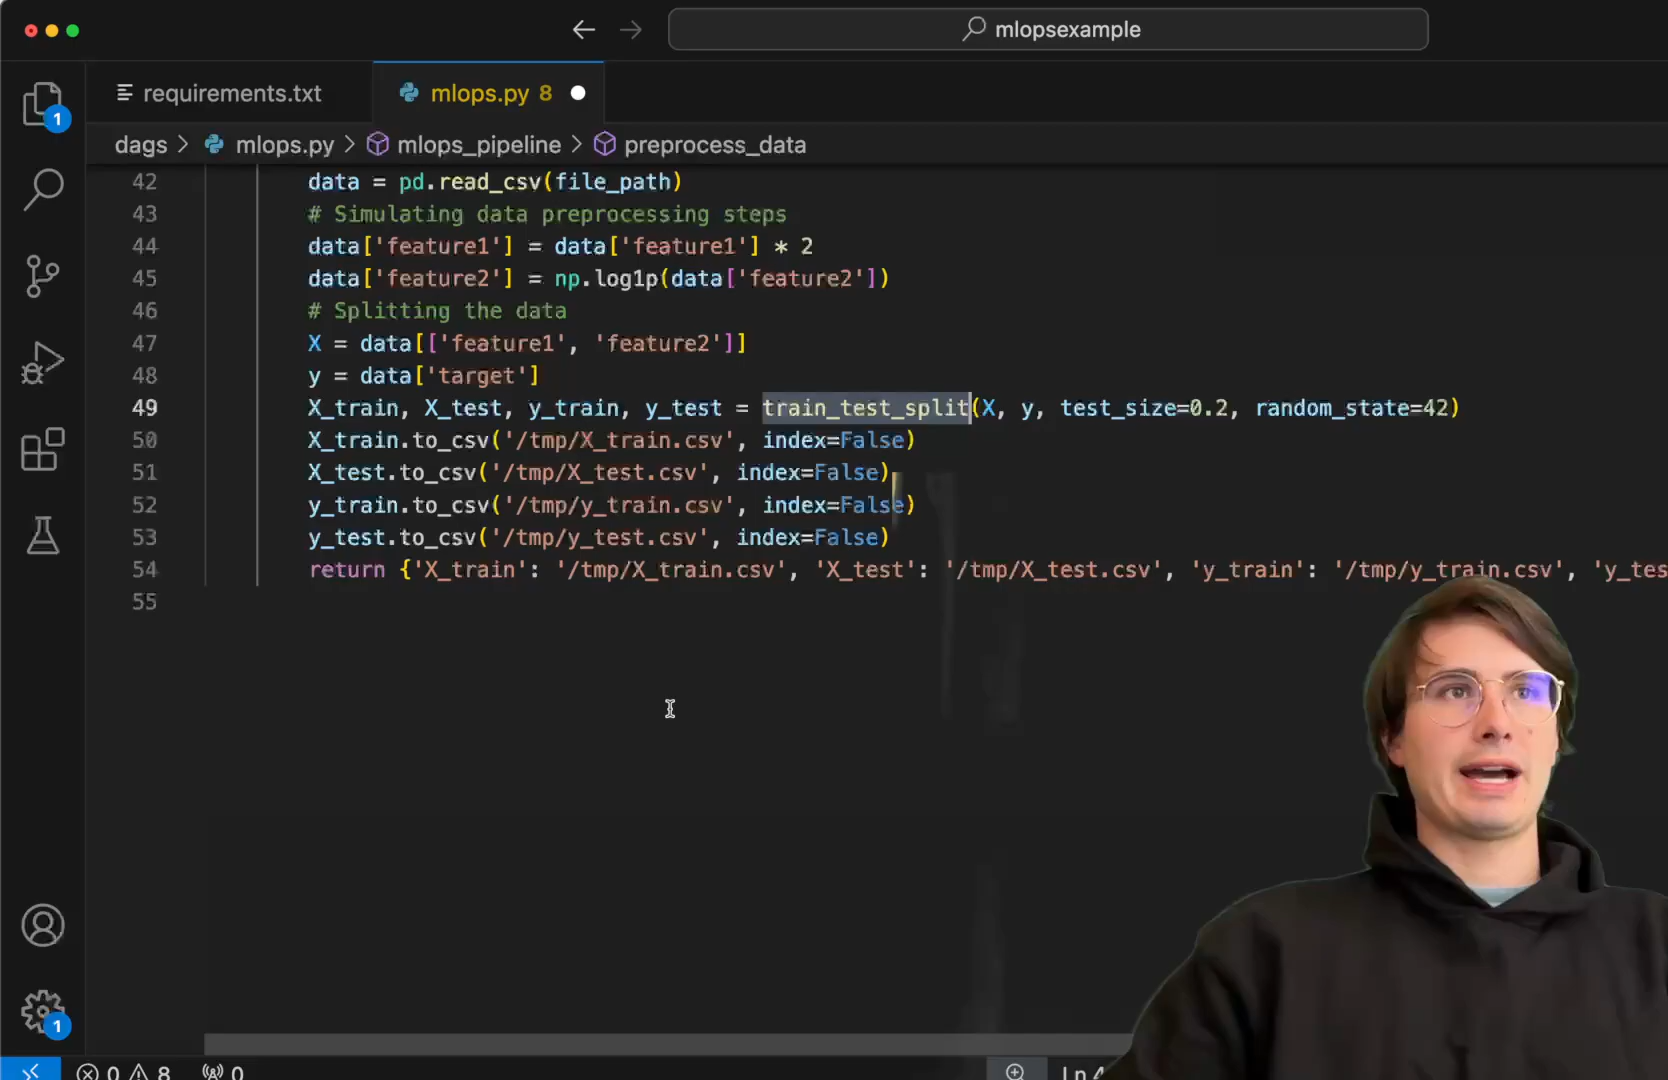 mlopsexample
requirements.txt
mlops.py 8
1
dags > mlops.py > mlops_pipeline > preprocess_data
42 data = pd.read_csv(file_path)
43 # Simulating data preprocessing steps
44 data['feature1'] = data['feature1'] * 2
45 data['feature2'] = np.log1p(data['feature2'])
46 # Splitting the data
47 X = data[['feature1', 'feature2']]
48 y = data['target']
49 X_train, X_test, y_train, y_test = train_test_split(X, y, test_size=0.2, random_state=42)
50 X_train.to_csv('/tmp/X_train.csv', index=False)
51 X_test.to_csv('/tmp/X_test.csv', index=False)
52 y_train.to_csv('/tmp/y_train.csv', index=False)
53 y_test.to_csv('/tmp/y_test.csv', index=False)
54 return {'X_train': '/tmp/X_train.csv', 'X_test': '/tmp/X_test.csv', 'y_train': '/tmp/y_train.csv', 'y_tes
55
1
0 8 0
Ln 4